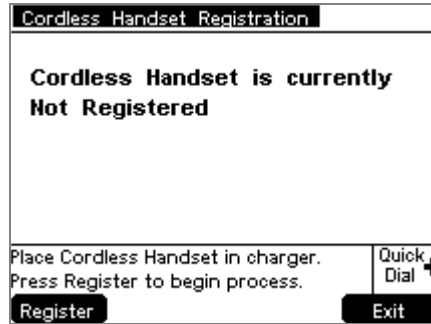 Cordless Handset Registration
Cordless Handset is currently
Not Registered
Place Cordless Handset in charger.
Press Register to begin process.
Quick
Dial
Register
Exit